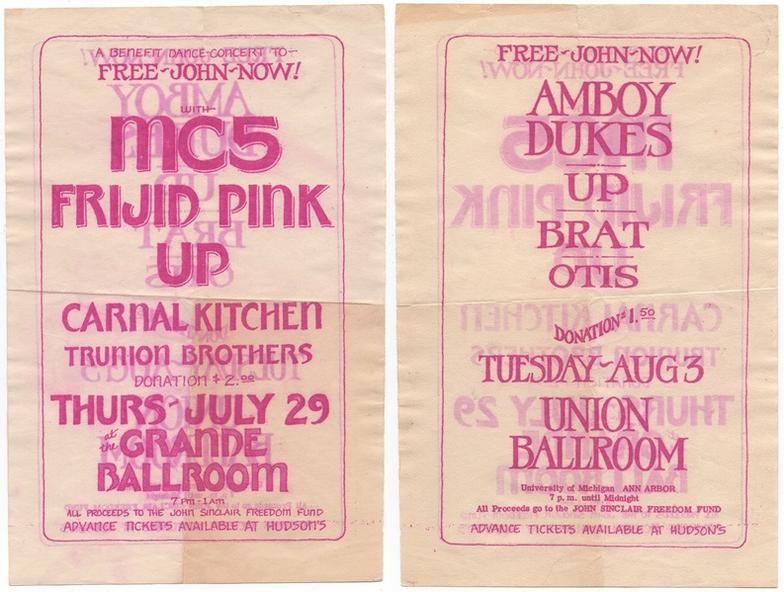 A BENEFIT DANCE-CONCERT TO-
FREE-JOHN-NOW!
WITH
MC5
FRIJID PINK
UP
CARNAL KITCHEN
TRUNION BROTHERS
DONATION $2.00
THURS-JULY 29
at the GRANDE
BALLROOM
7 PM-1AM
ALL PROCEEDS TO THE JOHN SINCLAIR FREEDOM FUND
ADVANCE TICKETS AVAILABLE AT HUDSON'S
FREE-JOHN-NOW!
AMBOY
DUKES
UP
BRAT
OTIS
DONATION $1.50
TUESDAY-AUG 3
UNION
BALLROOM
University of Michigan ANN ARBOR
7 p.m. until Midnight
All Proceeds go to the JOHN SINCLAIR FREEDOM FUND
ADVANCE TICKETS AVAILABLE AT HUDSON'S